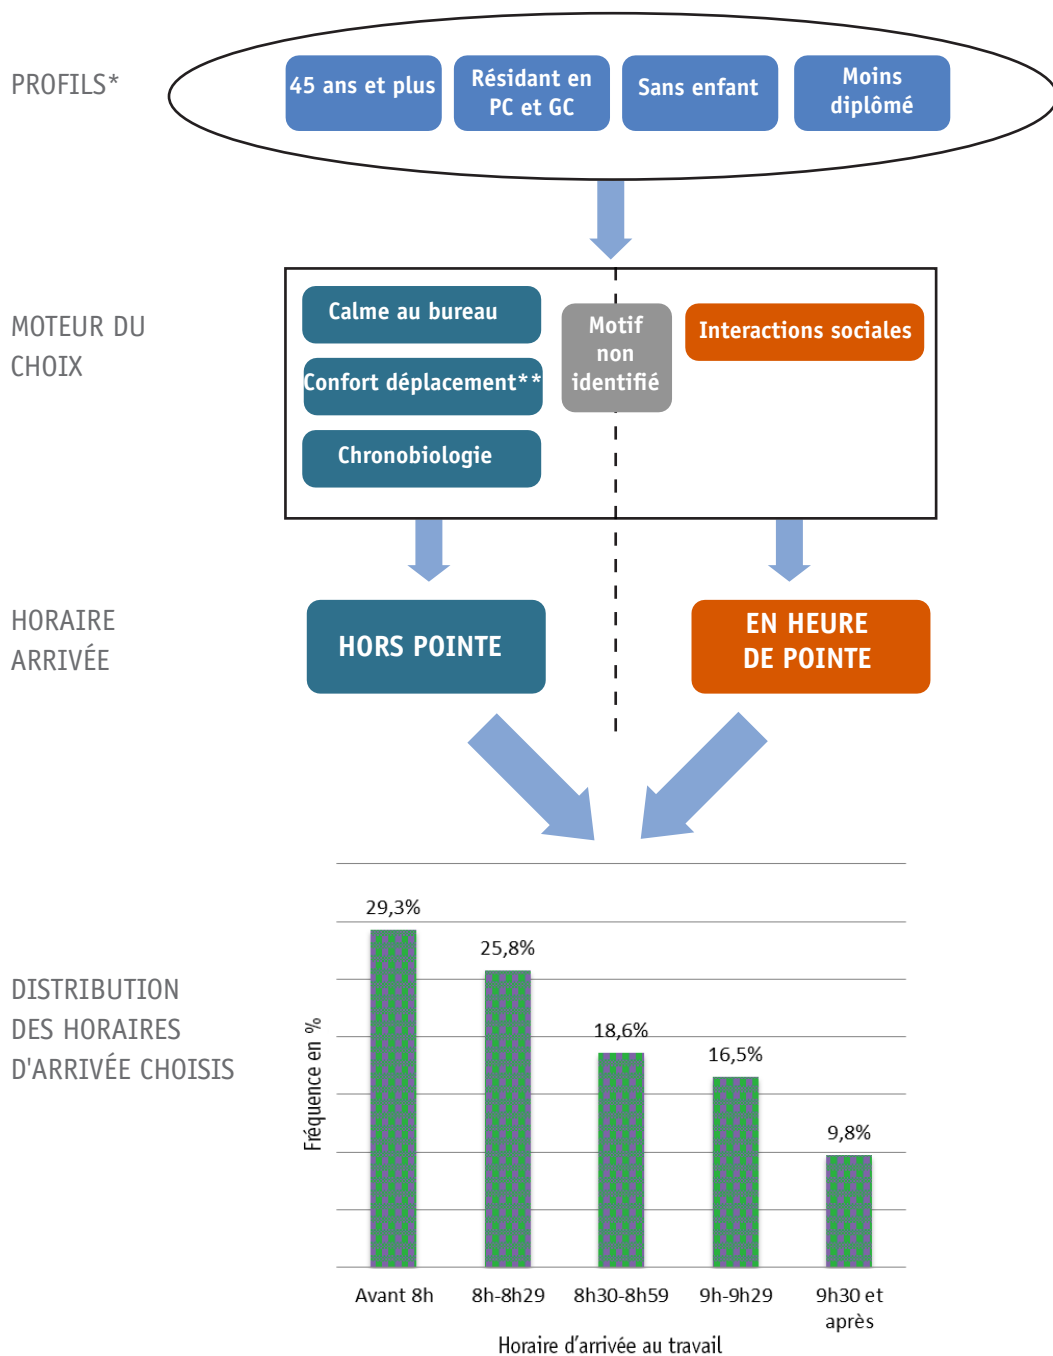 PROFILS*
45 ans et plus
Résidant en
PC et GC
Sans enfant
Moins
diplômé
MOTEUR DU
CHOIX
Calme au bureau
Confort déplacement**
Chronobiologie
Motif
non
identifié
Interactions sociales
HORAIRE
ARRIVÉE
HORS POINTE
EN HEURE
DE POINTE
DISTRIBUTION
DES HORAIRES
D'ARRIVÉE CHOISIS
Fréquence en %
29,3%
25,8%
18,6%
16,5%
9,8%
Avant 8h
8h-8h29
8h30-8h59
9h-9h29
9h30 et
après
Horaire d’arrivée au travail